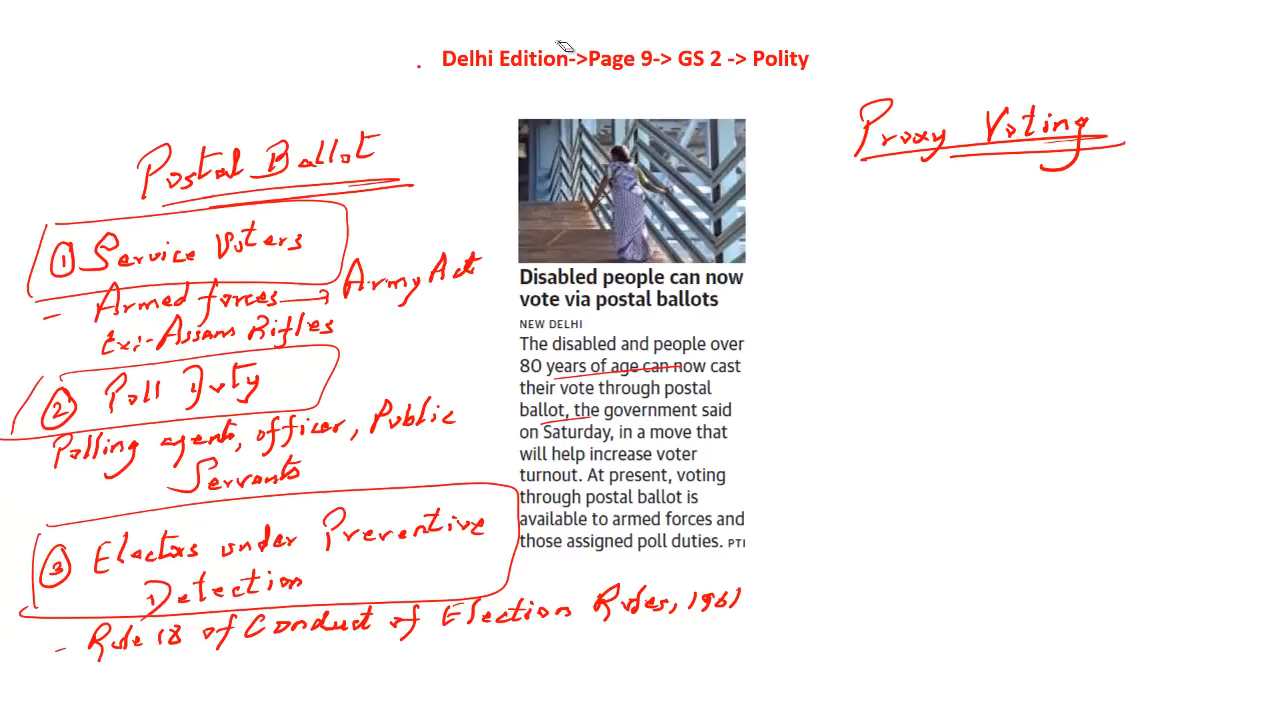 . Delhi Edition->Page 9-> GS 2 -> Polity
Postal Ballot
① Service Voters
- Armed forces → Army Act
Ex:- Assam Rifles
② Poll Duty
Polling agents, officer, Public
Servants
③ Electors under Preventive
Detection
- Rule 18 of Conduct of Election Rules, 1961
Disabled people can now
vote via postal ballots
NEW DELHI
The disabled and people over
80 years of age can now cast
their vote through postal
ballot, the government said
on Saturday, in a move that
will help increase voter
turnout. At present, voting
through postal ballot is
available to armed forces and
those assigned poll duties. PTI
Proxy Voting